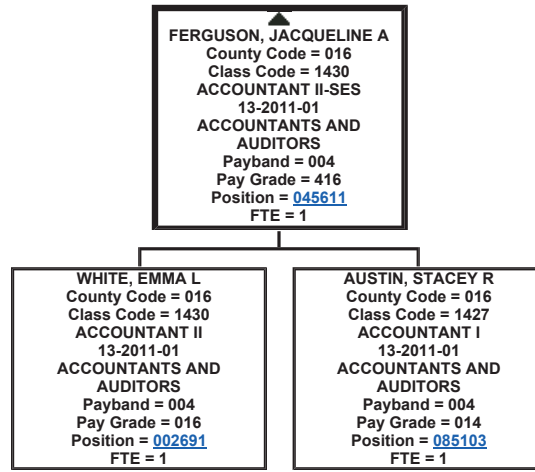 FERGUSON, JACQUELINE A
County Code = 016
Class Code = 1430
ACCOUNTANT II-SES
13-2011-01
ACCOUNTANTS AND
AUDITORS
Payband = 004
Pay Grade = 416
Position = 045611
FTE = 1
WHITE, EMMA L
County Code = 016
Class Code = 1430
ACCOUNTANT II
13-2011-01
ACCOUNTANTS AND
AUDITORS
Payband = 004
Pay Grade = 016
Position = 002691
FTE = 1
AUSTIN, STACEY R
County Code = 016
Class Code = 1427
ACCOUNTANT I
13-2011-01
ACCOUNTANTS AND
AUDITORS
Payband = 004
Pay Grade = 014
Position = 085103
FTE = 1